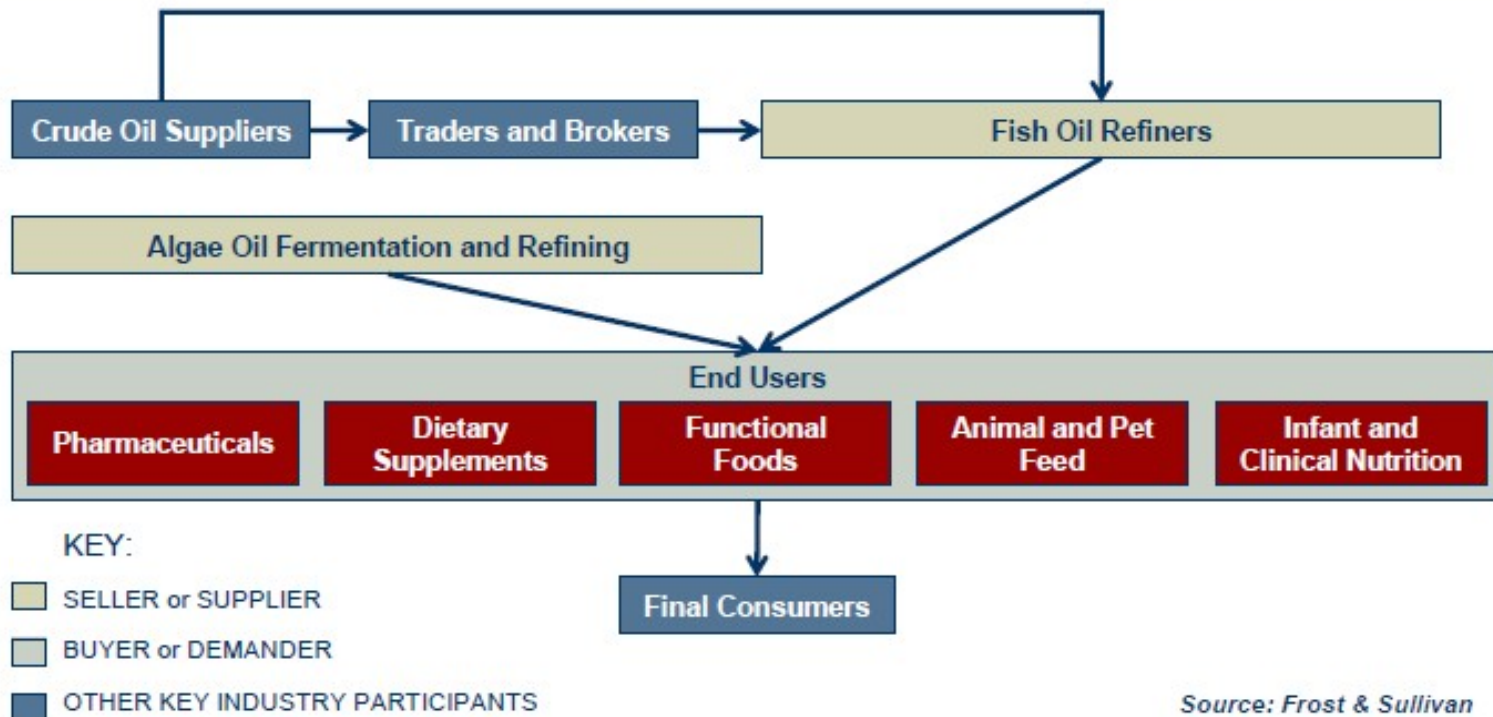 Crude Oil Suppliers
Traders and Brokers
Fish Oil Refiners
Algae Oil Fermentation and Refining
End Users
Pharmaceuticals
Dietary
Supplements
Functional
Foods
Animal and Pet
Feed
Infant and
Clinical Nutrition
KEY:
SELLER or SUPPLIER
BUYER or DEMANDER
OTHER KEY INDUSTRY PARTICIPANTS
Final Consumers
Source: Frost & Sullivan